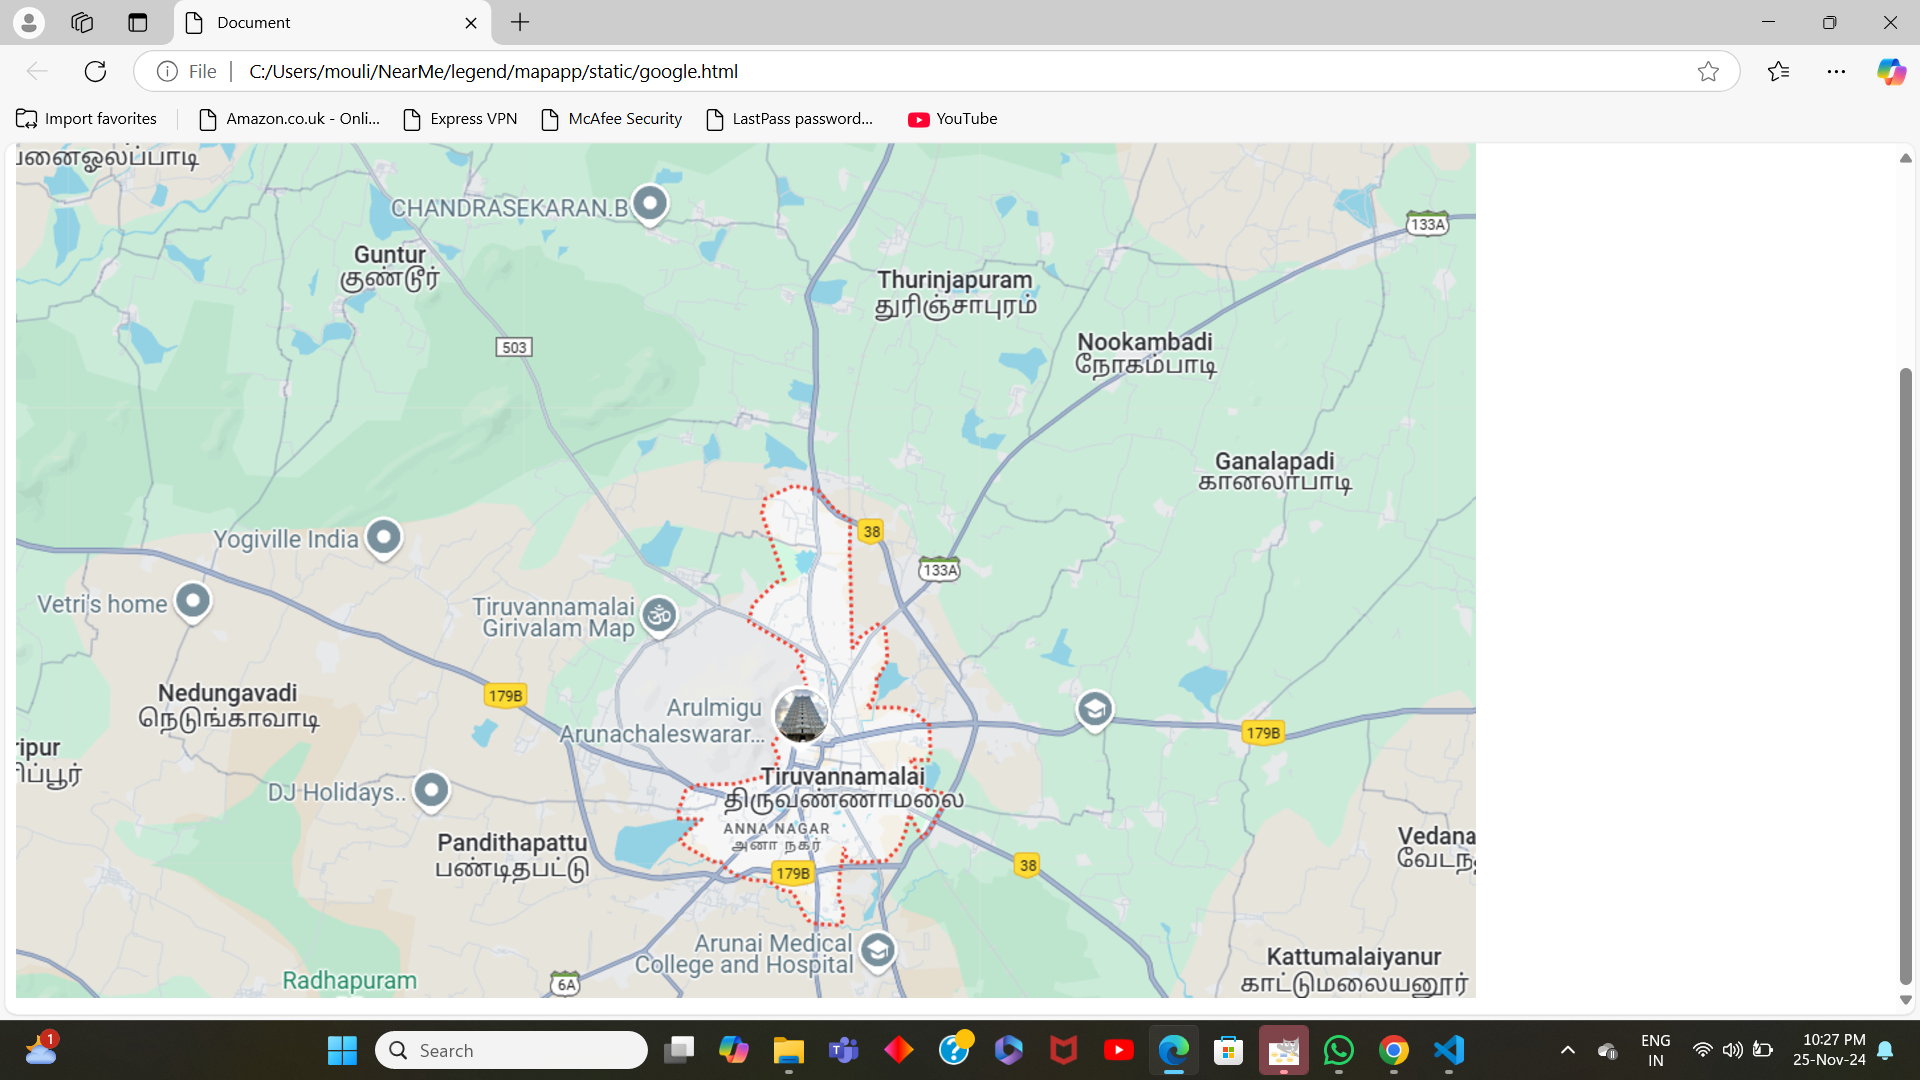 Document
File
C:/Users/mouli/NearMe/legend/mapapp/static/google.html
Import favorites
Amazon.co.uk - Onli...
Express VPN
McAfee Security
LastPass password...
YouTube
CHANDRASEKARAN.B
133A
Guntur
குண்டூர்
Thurinjapuram
துரிஞ்சாபுரம்
503
Nookambadi
நோகம்பாடி
Ganalapadi
கானலாபாடி
38
Yogiville India
133A
Vetri's home
Tiruvannamalai
Girivalam Map
Nedungavadi
நெடுங்காவாடி
179B
Arulmigu
Arunachaleswarar...
179B
ripur
ரிப்பூர்
Tiruvannamalai
திருவண்ணாமலை
DJ Holidays..
ANNA NAGAR
அனா நகர்
Pandithapattu
பண்டிதபட்டு
Vedana
வேடந
179B
38
Arunai Medical
College and Hospital
Kattumalaiyanur
காட்டுமலையனூர்
Radhapuram
6A
1
Search
ENG
IN
10:27 PM
25-Nov-24